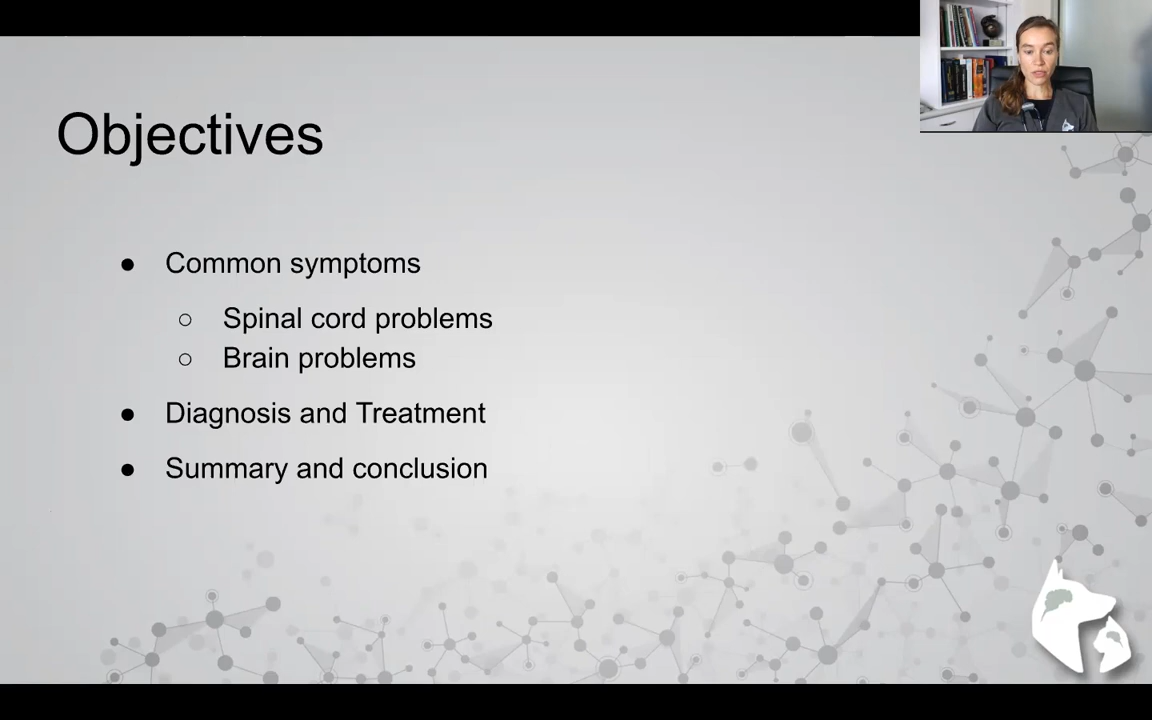 Objectives
● Common symptoms
○ Spinal cord problems
○ Brain problems
● Diagnosis and Treatment
● Summary and conclusion